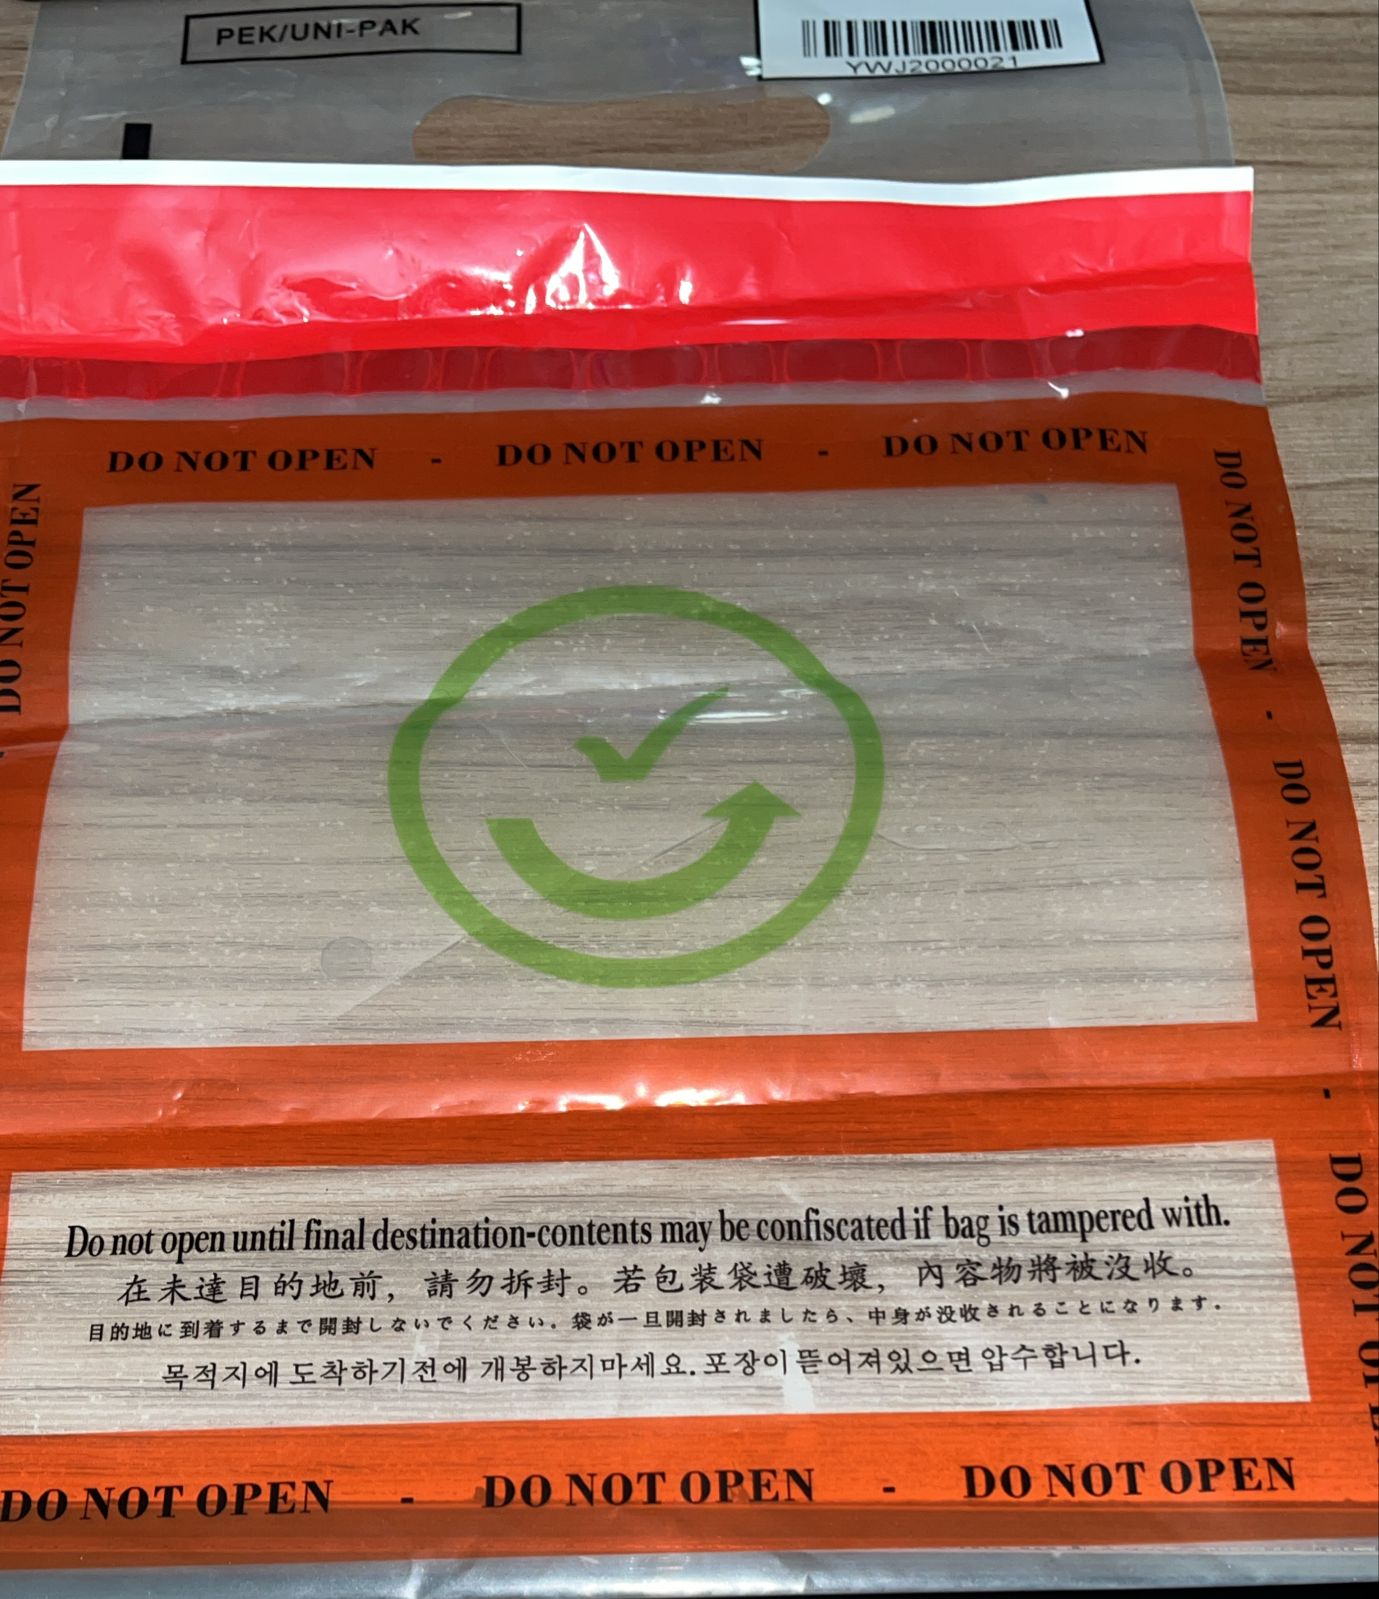 PEK/UNI-PAK
YWJ2000021
DO NOT OPEN - DO NOT OPEN - DO NOT OPEN
DO NOT OPEN
DO NOT OPEN - DO NOT OPEN - DO NOT OPEN
Do not open until final destination-contents may be confiscated if bag is tampered with.
在未達目的地前，請勿拆封。若包装袋遭破壞，內容物將被沒收。
目的地に到着するまで開封しないでください。袋が一旦開封されましたら、中身が没収されることになります。
목적지에 도착하기전에 개봉하지마세요. 포장이 뜯어져있으면 압수합니다.
DO NOT OPEN - DO NOT OPEN - DO NOT OPEN